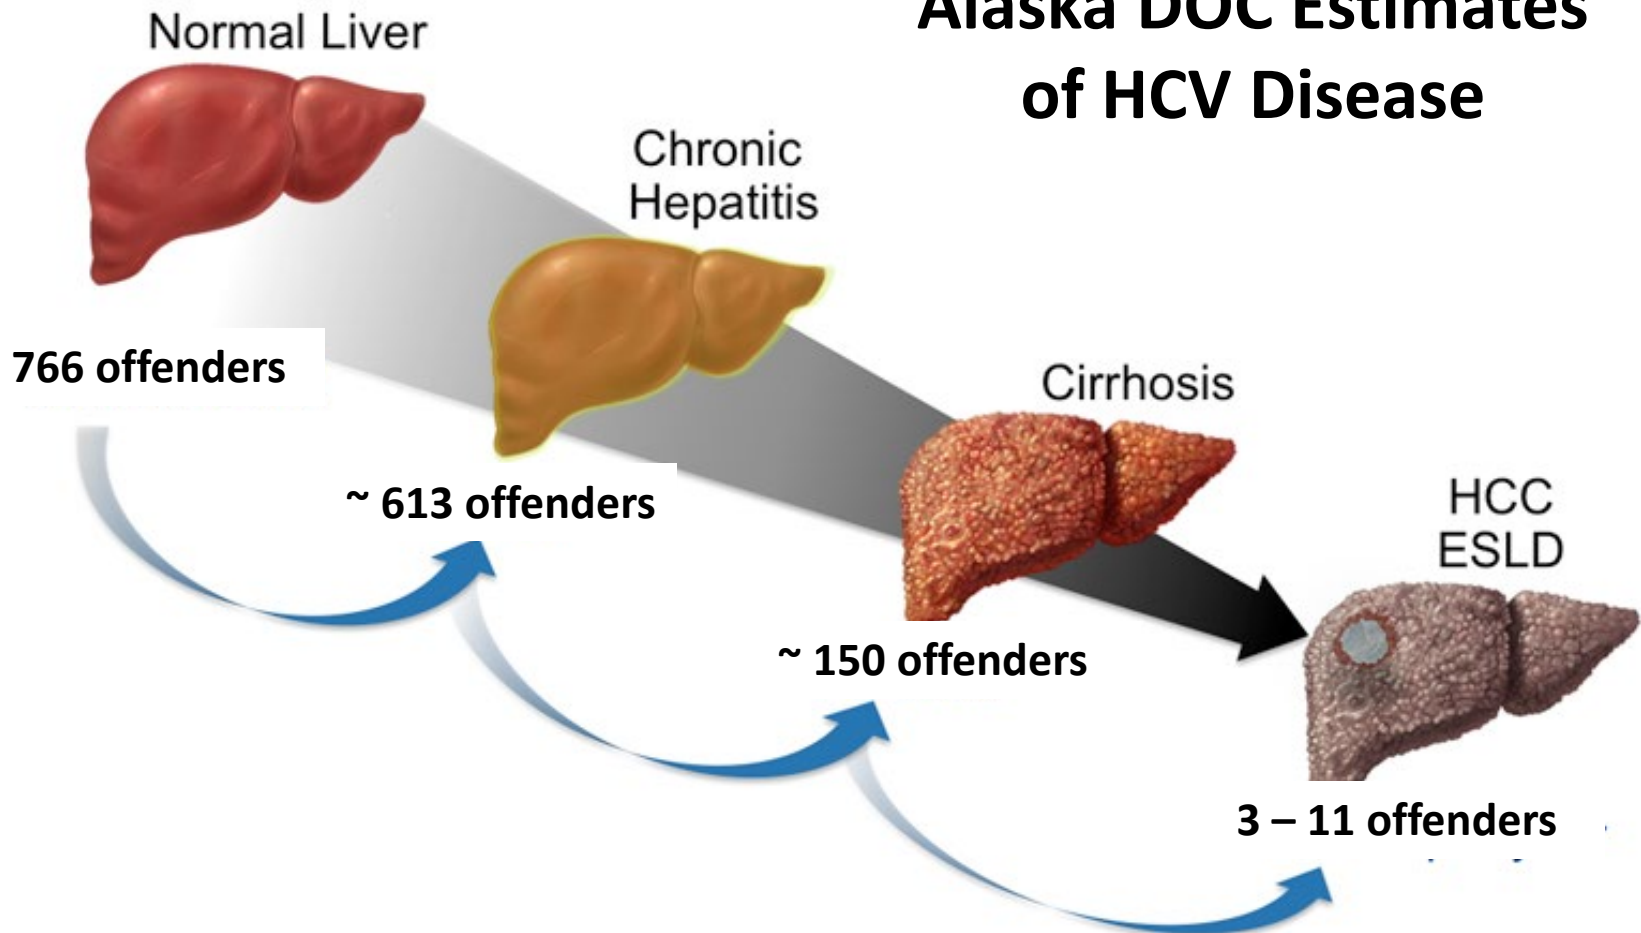 Alaska DOC Estimates
of HCV Disease
Normal Liver
766 offenders
Chronic
Hepatitis
~ 613 offenders
Cirrhosis
~ 150 offenders
HCC
ESLD
3 – 11 offenders